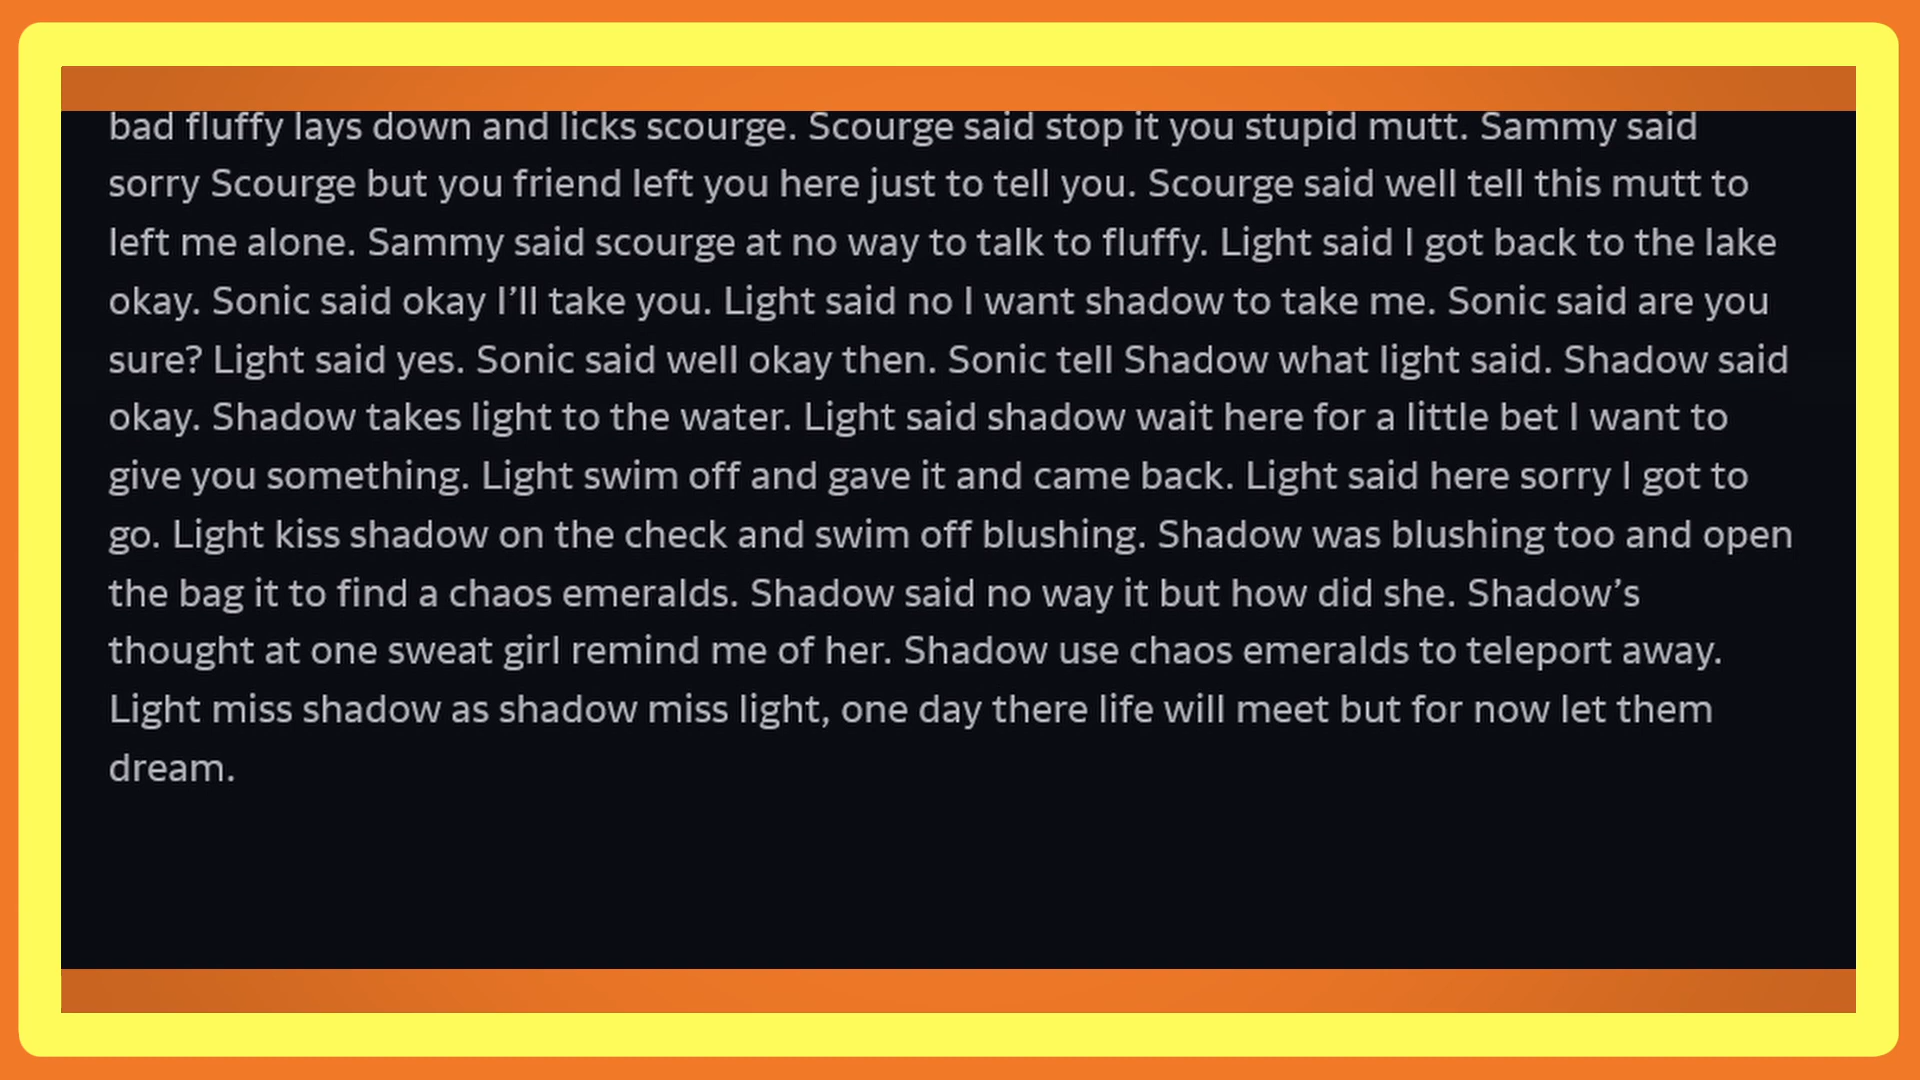 bad fluffy lays down and licks scourge. Scourge said stop it you stupid mutt. Sammy said
sorry Scourge but you friend left you here just to tell you. Scourge said well tell this mutt to
left me alone. Sammy said scourge at no way to talk to fluffy. Light said I got back to the lake
okay. Sonic said okay I’ll take you. Light said no I want shadow to take me. Sonic said are you
sure? Light said yes. Sonic said well okay then. Sonic tell Shadow what light said. Shadow said
okay. Shadow takes light to the water. Light said shadow wait here for a little bet I want to
give you something. Light swim off and gave it and came back. Light said here sorry I got to
go. Light kiss shadow on the check and swim off blushing. Shadow was blushing too and open
the bag it to find a chaos emeralds. Shadow said no way it but how did she. Shadow’s
thought at one sweat girl remind me of her. Shadow use chaos emeralds to teleport away.
Light miss shadow as shadow miss light, one day there life will meet but for now let them
dream.